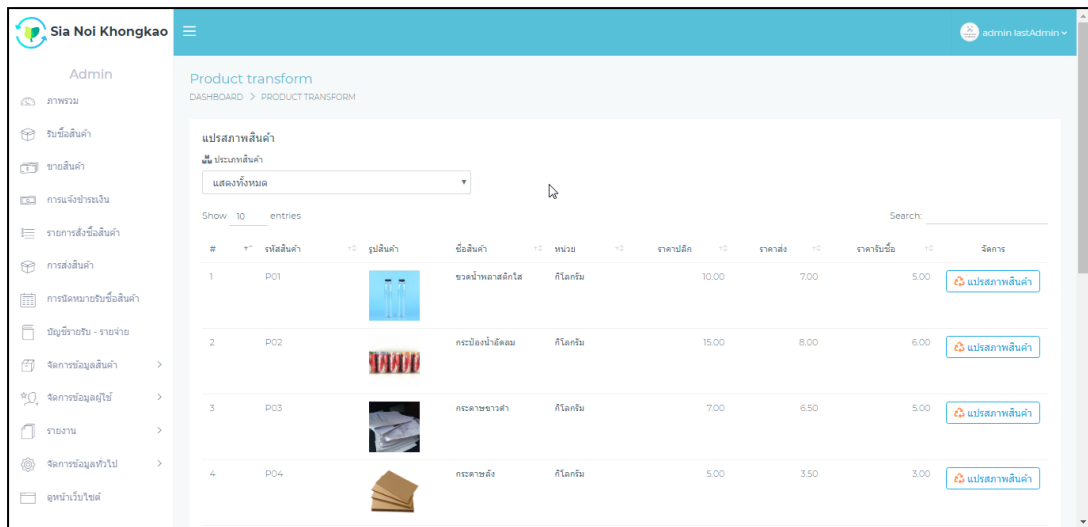 Sia Noi Khongkao
admin lastAdmin
Admin
ภาพรวม
รับซื้อสินค้า
ขายสินค้า
การแจ้งชำระเงิน
รายการสั่งซื้อสินค้า
การส่งสินค้า
การนัดหมายรับซื้อสินค้า
บัญชีรายรับ - รายจ่าย
จัดการข้อมูลสินค้า
จัดการข้อมูลผู้ใช้
รายงาน
จัดการข้อมูลทั่วไป
ดูหน้าเว็บไซต์
Product transform
DASHBOARD > PRODUCT TRANSFORM
แปรสภาพสินค้า
ประเภทสินค้า
แสดงทั้งหมด
Show 10 entries
Search:
# รหัสสินค้า รูปสินค้า ชื่อสินค้า หน่วย ราคาปลีก ราคาส่ง ราคารับซื้อ จัดการ
1 P01 ขวดน้ำพลาสติกใส กิโลกรัม 10.00 7.00 5.00 แปรสภาพสินค้า
2 P02 กระป๋องน้ำอัดลม กิโลกรัม 15.00 8.00 6.00 แปรสภาพสินค้า
3 P03 กระดาษขาวดำ กิโลกรัม 7.00 6.50 5.00 แปรสภาพสินค้า
4 P04 กระดาษลัง กิโลกรัม 5.00 3.50 3.00 แปรสภาพสินค้า